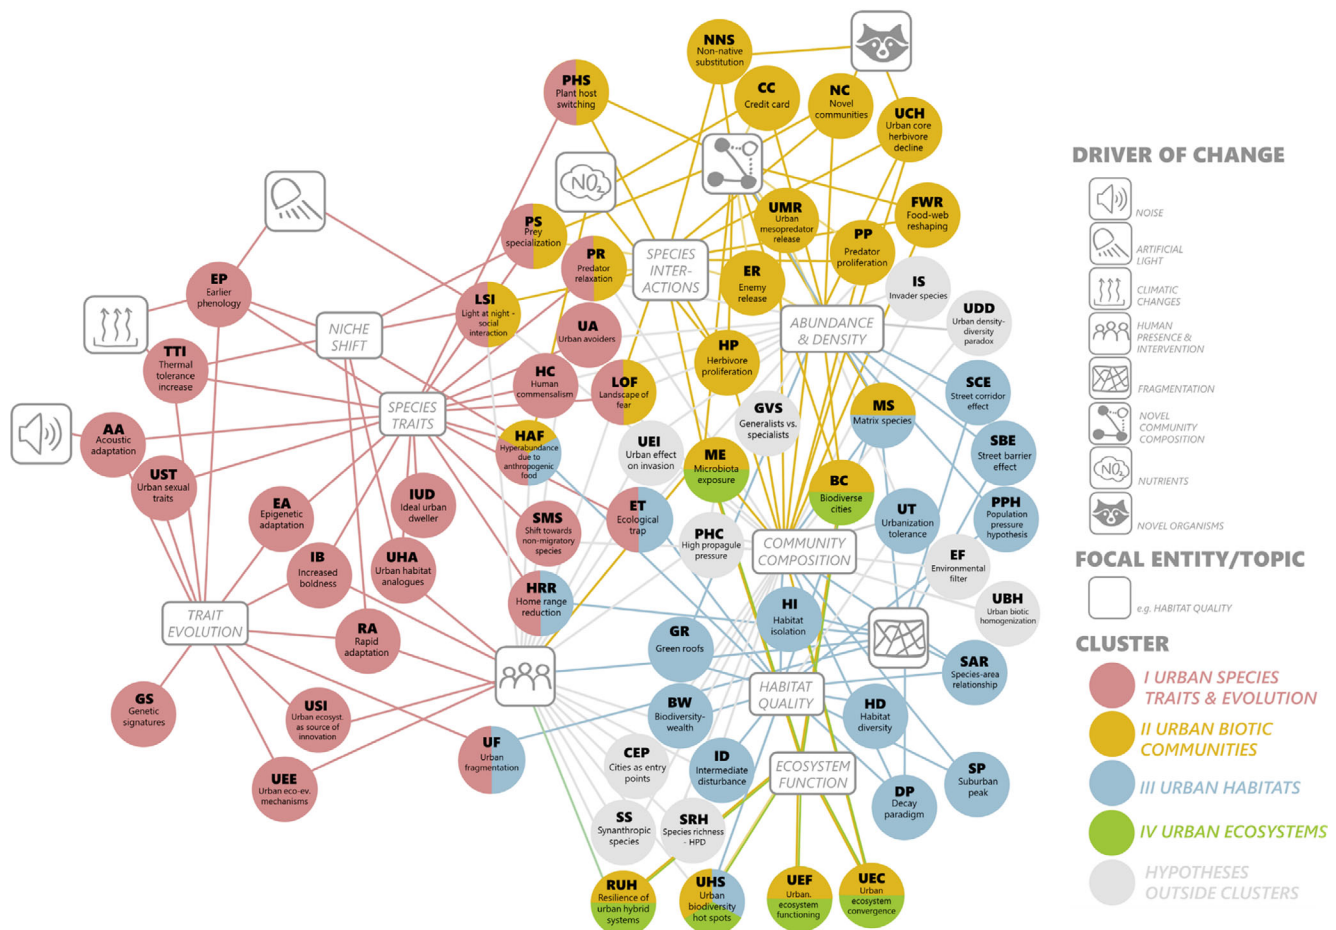 NNS
Non-native
substitution
PHS
Plant host
switching
CC
Credit card
NC
Novel
communities
UCH
Urban core
herbivore
decline
NO₂
PS
Prey
specialization
PR
Predator
relaxation
UMR
Urban
mesopredator
release
FWR
Food-web
reshaping
PP
Predator
proliferation
SPECIES
INTER-
ACTIONS
ER
Enemy
release
IS
Invader species
EP
Earlier
phenology
LSI
Light at night -
social
interaction
UA
Urban avoiders
UDD
Urban density-
diversity
paradox
NICHE
SHIFT
ABUNDANCE
& DENSITY
TTI
Thermal
tolerance
increase
HP
Herbivore
proliferation
HC
Human
commensalism
LOF
Landscape of
fear
SCE
Street corridor
effect
SPECIES
TRAITS
GVS
Generalists vs.
specialists
MS
Matrix species
AA
Acoustic
adaptation
HAF
Hyperabundance
due to
anthropogenic
food
UEI
Urban effect
on invasion
ME
Microbiota
exposure
SBE
Street barrier
effect
UST
Urban sexual
traits
BC
Biodiverse
cities
IUD
Ideal urban
dweller
EA
Epigenetic
adaptation
ET
Ecological
trap
UT
Urbanization
tolerance
PPH
Population
pressure
hypothesis
SMS
Shift towards
non-migratory
species
PHC
High propagule
pressure
COMMUNITY
COMPOSITION
EF
Environmental
filter
IB
Increased
boldness
UHA
Urban habitat
analogues
HRR
Home range
reduction
HI
Habitat
isolation
UBH
Urban biotic
homogenization
TRAIT
EVOLUTION
RA
Rapid
adaptation
GR
Green roofs
SAR
Species-area
relationship
HABITAT
QUALITY
GS
Genetic
signatures
USI
Urban ecosyst.
as source of
innovation
BW
Biodiversity-
wealth
HD
Habitat
diversity
UF
Urban
fragmentation
CEP
Cities as entry
points
ID
Intermediate
disturbance
ECOSYSTEM
FUNCTION
SP
Suburban
peak
UEE
Urban eco-ev.
mechanisms
DP
Decay
paradigm
SS
Synanthropic
species
SRH
Species richness
- HPD
RUH
Resilience of
urban hybrid
systems
UHS
Urban
biodiversity
hot spots
UEF
Urban.
ecosystem
functioning
UEC
Urban
ecosystem
convergence
DRIVER OF CHANGE
NOISE
ARTIFICIAL
LIGHT
CLIMATIC
CHANGES
HUMAN
PRESENCE &
INTERVENTION
FRAGMENTATION
NOVEL
COMMUNITY
COMPOSITION
NO₂
NUTRIENTS
NOVEL ORGANISMS
FOCAL ENTITY/TOPIC
e.g. HABITAT QUALITY
CLUSTER
I URBAN SPECIES
TRAITS & EVOLUTION
II URBAN BIOTIC
COMMUNITIES
III URBAN HABITATS
IV URBAN ECOSYSTEMS
HYPOTHESES
OUTSIDE CLUSTERS